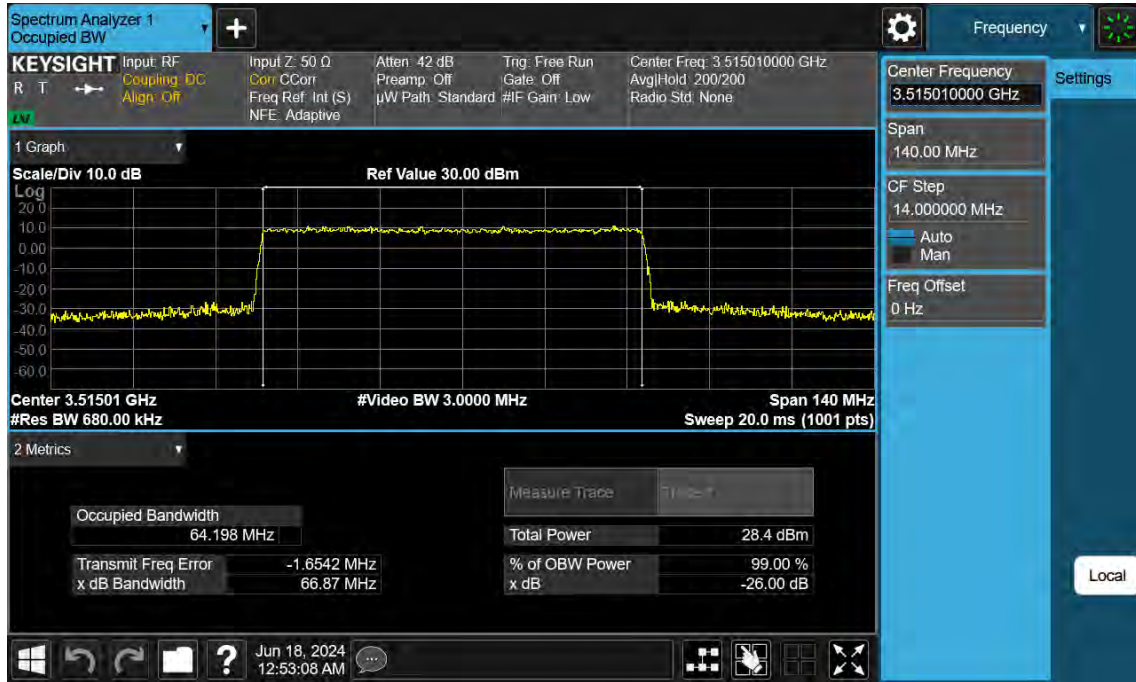 Spectrum Analyzer 1
Occupied BW
Frequency
KEYSIGHT
R T
LXI
Input: RF
Coupling: DC
Align: Off
Input Z: 50 Ω
Corr CCorr
Freq Ref: Int (S)
NFE: Adaptive
Atten: 42 dB
Preamp: Off
µW Path: Standard
Trig: Free Run
Gate: Off
#IF Gain: Low
Center Freq: 3.515010000 GHz
Avg|Hold: 200/200
Radio Std: None
Center Frequency
3.515010000 GHz
Settings
Span
140.00 MHz
CF Step
14.000000 MHz
Auto
Man
Freq Offset
0 Hz
Local
1 Graph
Scale/Div 10.0 dB
Ref Value 30.00 dBm
Log
20.0
10.0
0.00
-10.0
-20.0
-30.0
-40.0
-50.0
-60.0
Center 3.51501 GHz
#Video BW 3.0000 MHz
Span 140 MHz
#Res BW 680.00 kHz
Sweep 20.0 ms (1001 pts)
2 Metrics
Measure Trace
Occupied Bandwidth
64.198 MHz
Total Power 28.4 dBm
Transmit Freq Error -1.6542 MHz
% of OBW Power 99.00 %
x dB Bandwidth 66.87 MHz
x dB -26.00 dB
?
Jun 18, 2024
12:53:08 AM